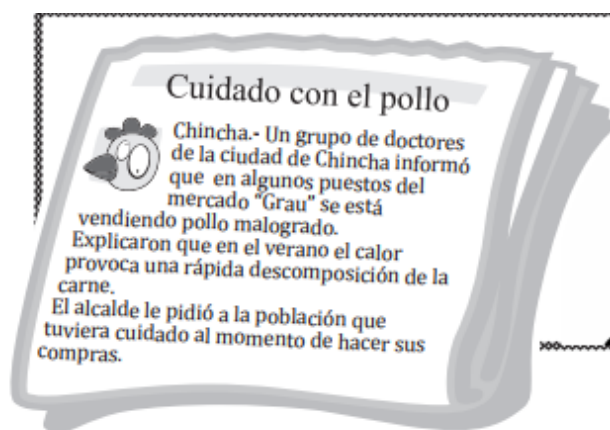 Cuidado con el pollo
Chincha.- Un grupo de doctores
de la ciudad de Chincha informó
que en algunos puestos del
mercado "Grau" se está
vendiendo pollo malogrado.
Explicaron que en el verano el calor
provoca una rápida descomposición de la
carne.
El alcalde le pidió a la población que
tuviera cuidado al momento de hacer sus
compras.